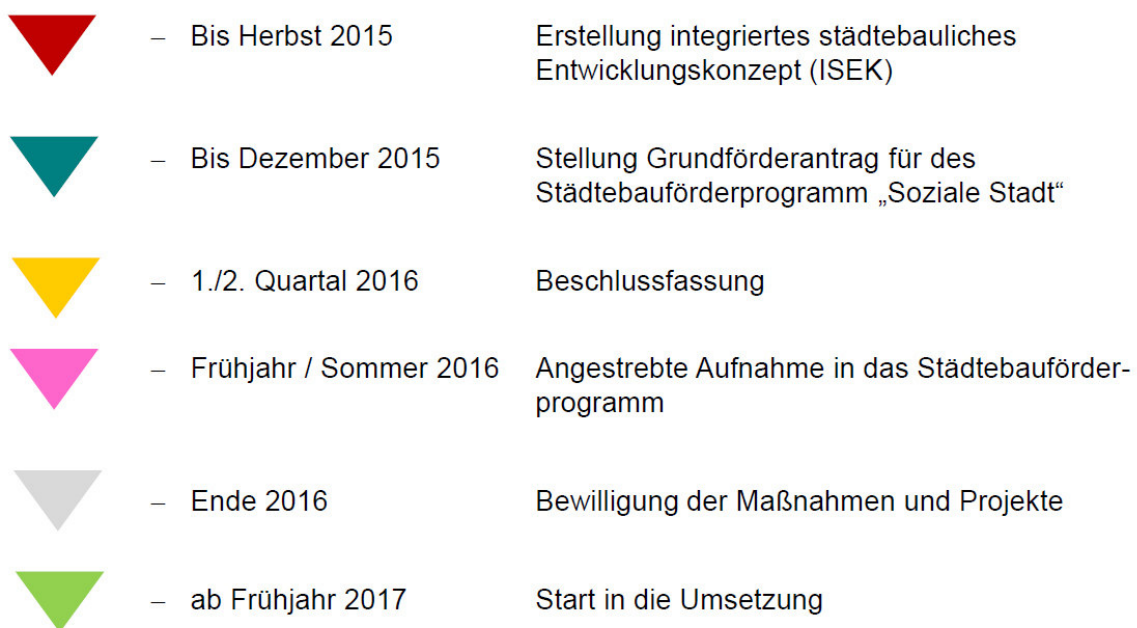 – Bis Herbst 2015 Erstellung integriertes städtebauliches
Entwicklungskonzept (ISEK)
– Bis Dezember 2015 Stellung Grundförderantrag für des
Städtebauförderprogramm „Soziale Stadt“
– 1./2. Quartal 2016 Beschlussfassung
– Frühjahr / Sommer 2016 Angestrebte Aufnahme in das Städtebauförder-
programm
– Ende 2016 Bewilligung der Maßnahmen und Projekte
– ab Frühjahr 2017 Start in die Umsetzung